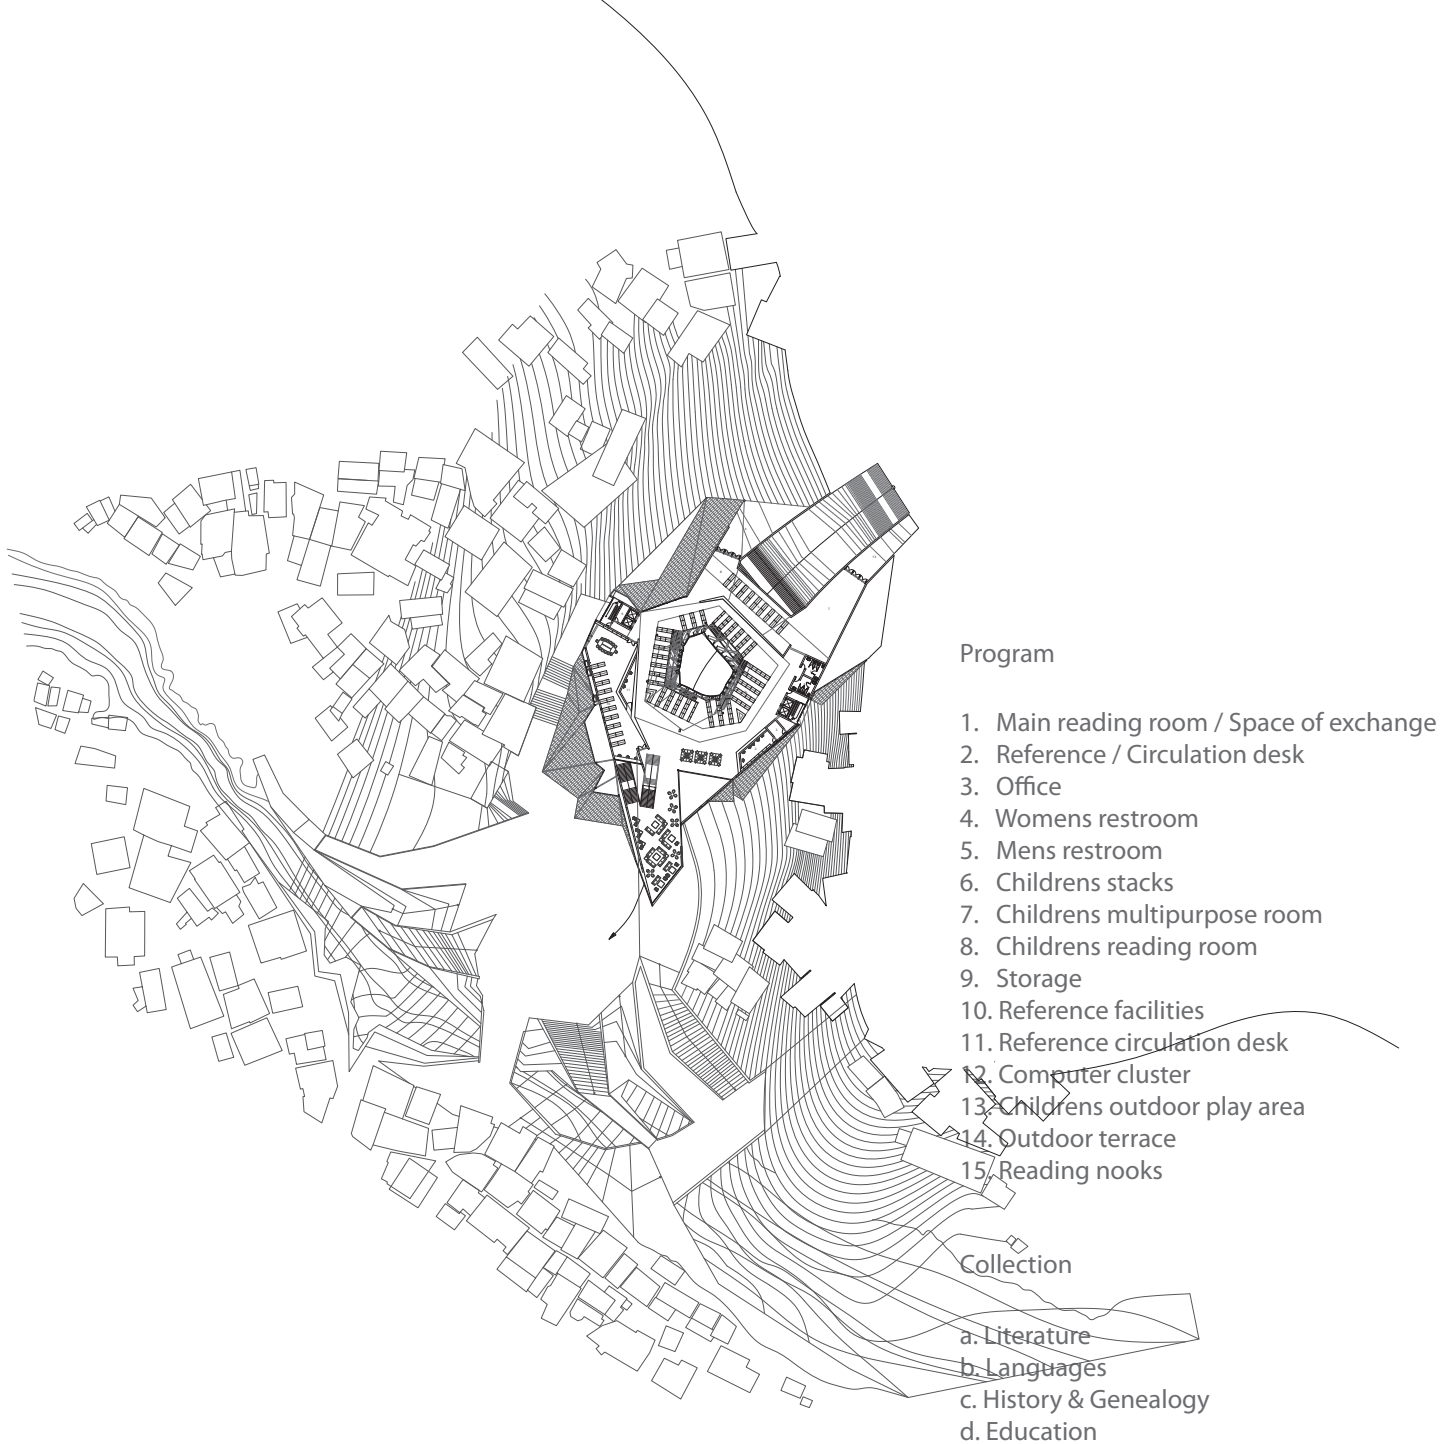 Program
1. Main reading room / Space of exchange
2. Reference / Circulation desk
3. Office
4. Womens restroom
5. Mens restroom
6. Childrens stacks
7. Childrens multipurpose room
8. Childrens reading room
9. Storage
10. Reference facilities
11. Reference circulation desk
12. Computer cluster
13. Childrens outdoor play area
14. Outdoor terrace
15. Reading nooks
Collection
a. Literature
b. Languages
c. History & Genealogy
d. Education